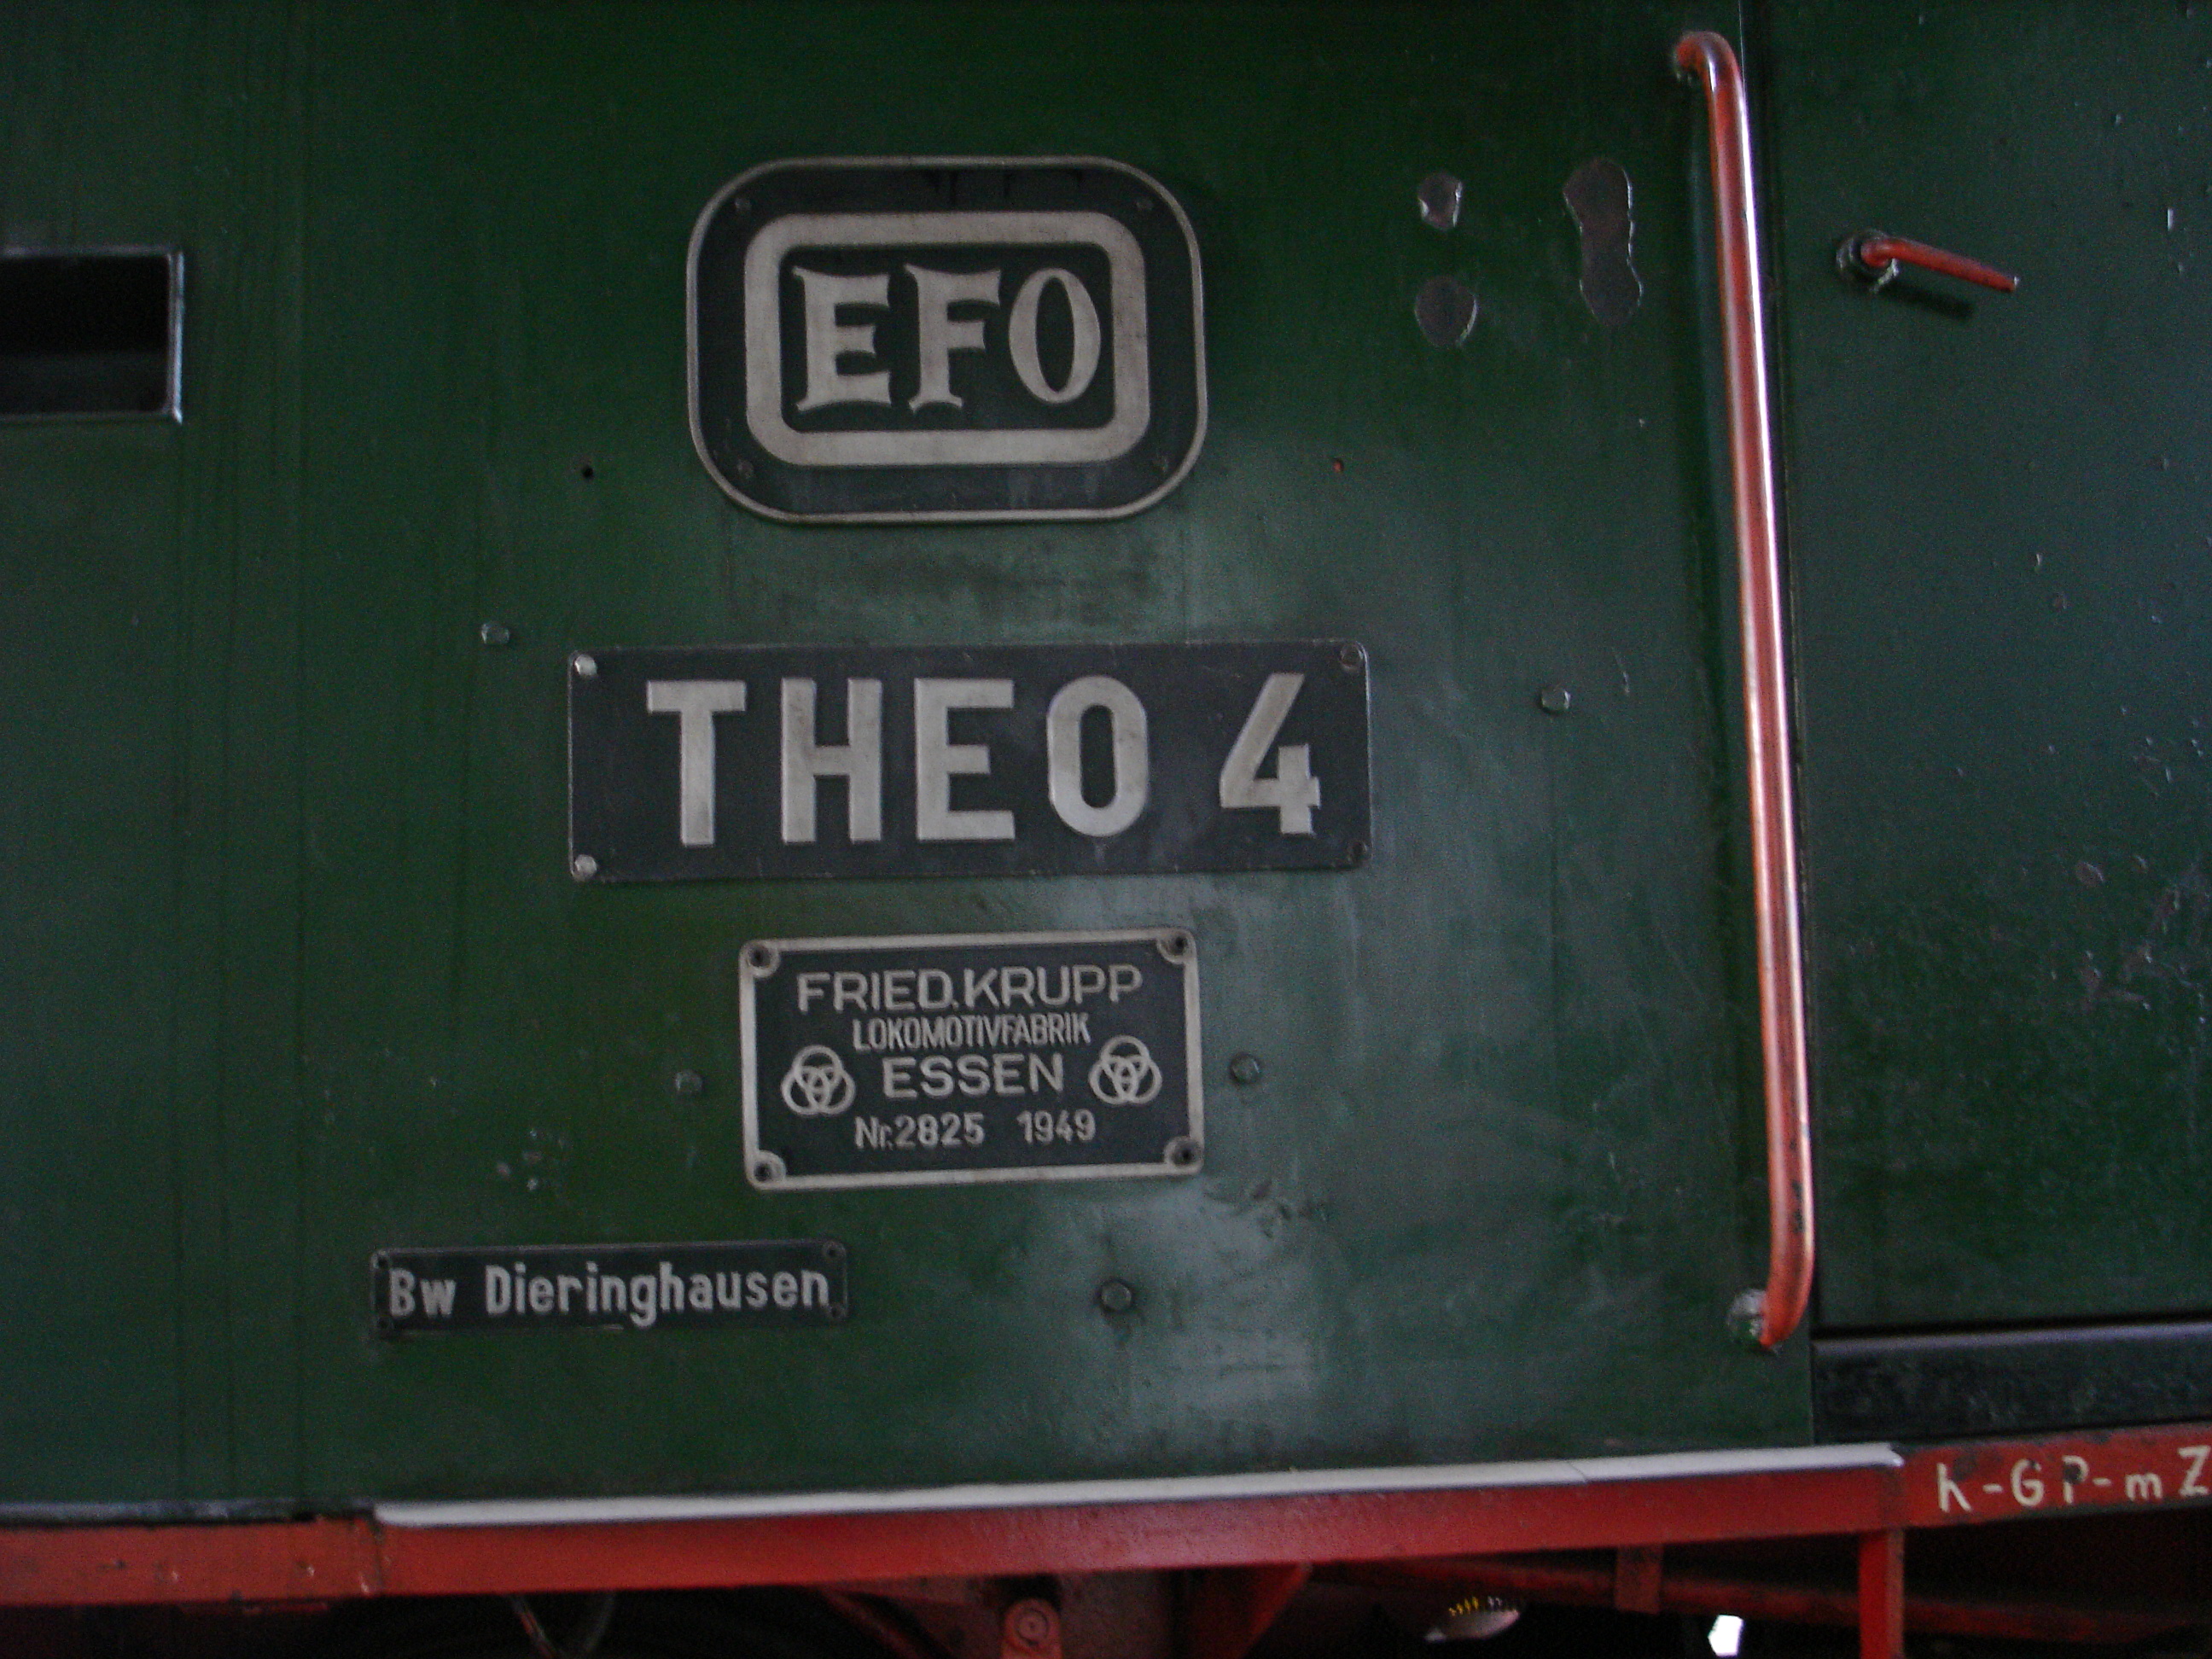 EFO
THEO 4
FRIED.KRUPP
LOKOMOTIVFABRIK
ESSEN
Nr.2825 1949
Bw Dieringhausen
K-GP-mZ